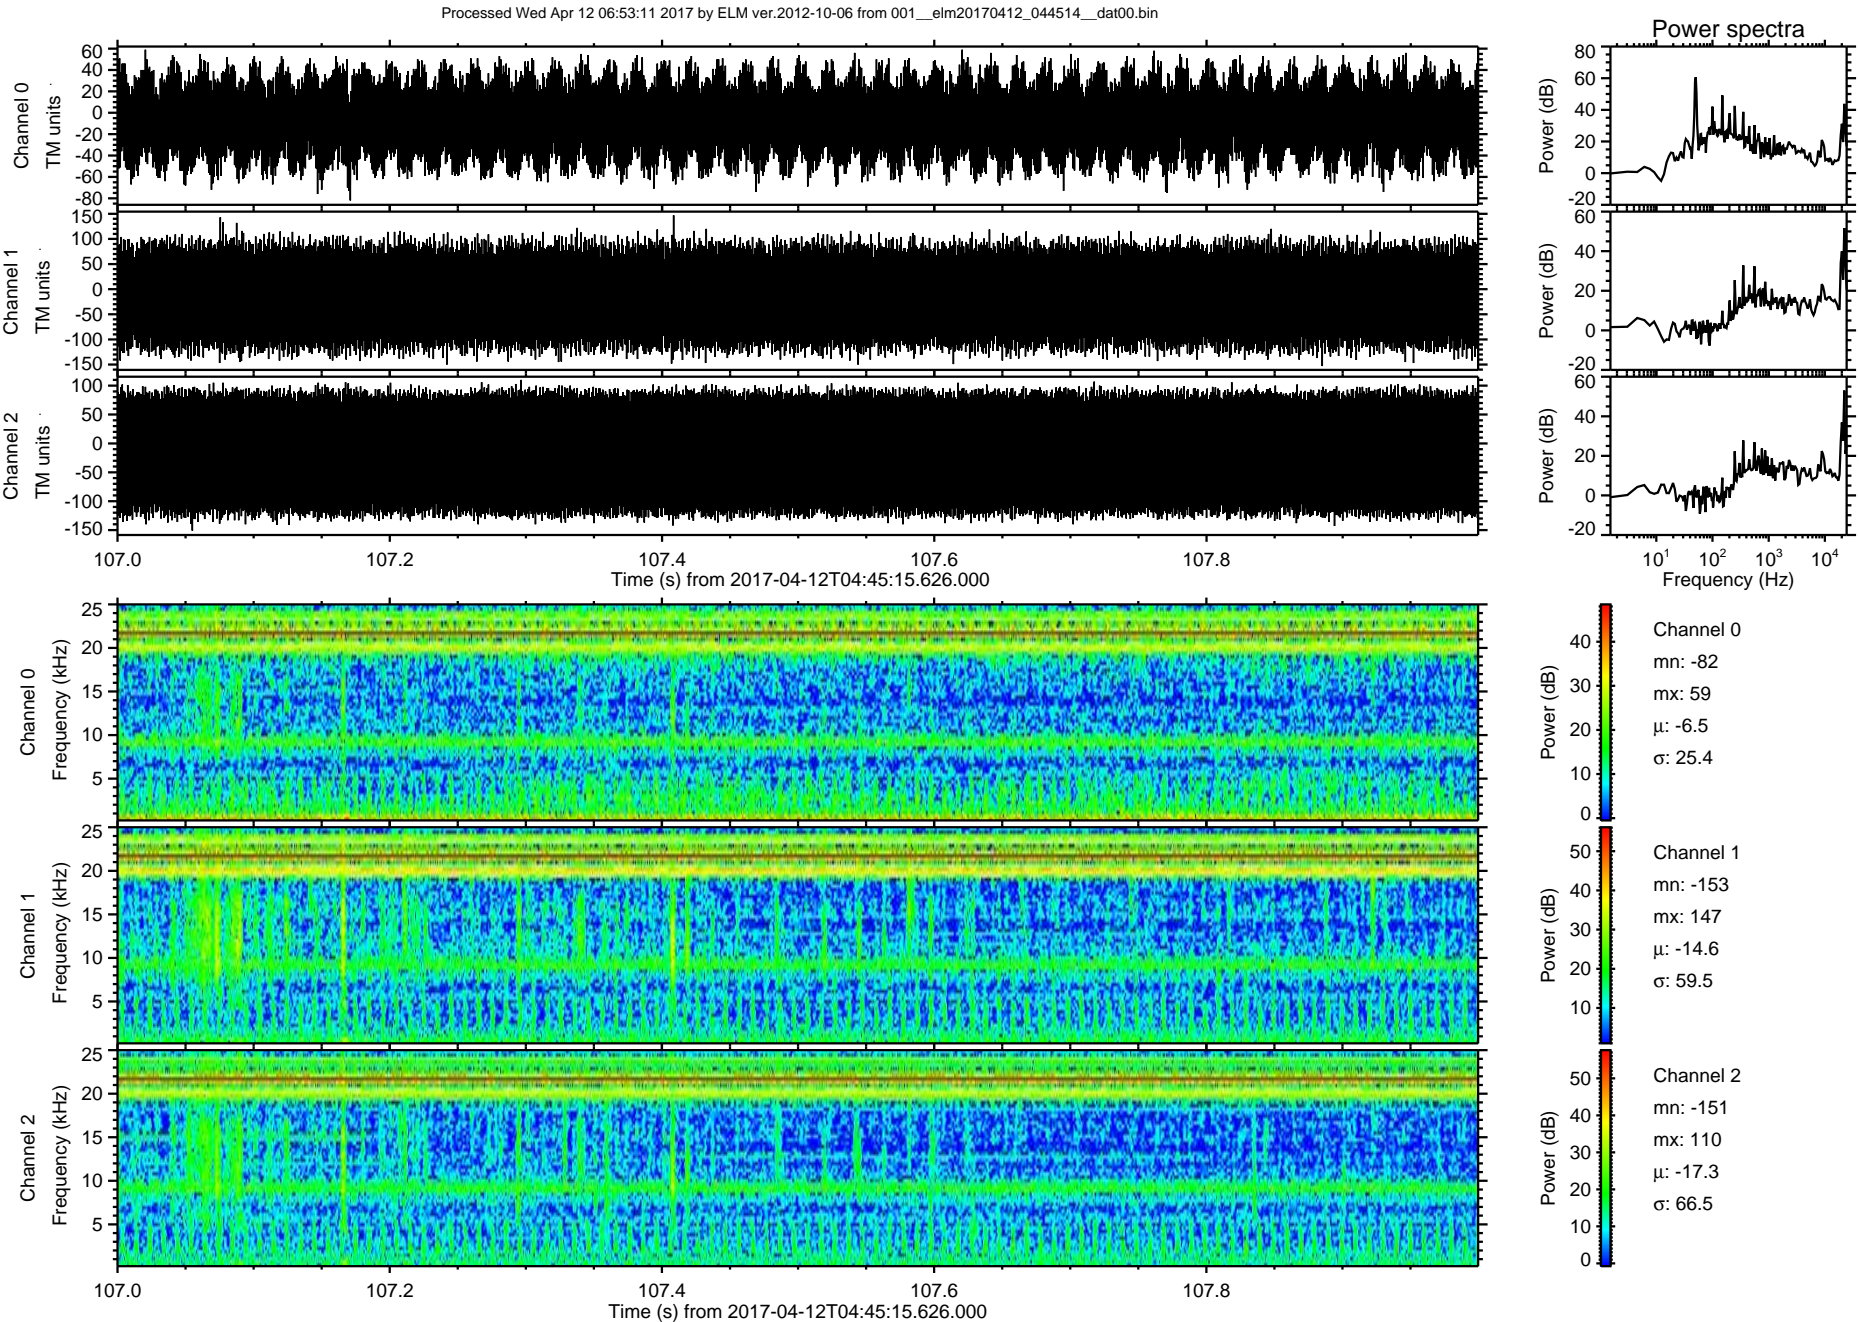 Processed Wed Apr 12 06:53:11 2017 by ELM ver.2012-10-06 from 001__elm20170412_044514__dat00.bin
Power spectra
Channel 0
TM units
60
40
20
0
-20
-40
-60
-80
Power (dB)
80
60
40
20
0
-20
Channel 1
TM units
150
100
50
0
-50
-100
-150
Power (dB)
60
40
20
0
-20
Channel 2
TM units
100
50
0
-50
-100
-150
Power (dB)
60
40
20
0
-20
107.0 107.2 107.4 107.6 107.8
Time (s) from 2017-04-12T04:45:15.626.000
10¹ 10² 10³ 10⁴
Frequency (Hz)
Channel 0
Frequency (kHz)
25
20
15
10
5
Power (dB)
40
30
20
10
0
Channel 0
mn: -82
mx: 59
μ: -6.5
σ: 25.4
Channel 1
Frequency (kHz)
25
20
15
10
5
Power (dB)
50
40
30
20
10
Channel 1
mn: -153
mx: 147
μ: -14.6
σ: 59.5
Channel 2
Frequency (kHz)
25
20
15
10
5
Power (dB)
50
40
30
20
10
0
Channel 2
mn: -151
mx: 110
μ: -17.3
σ: 66.5
107.0 107.2 107.4 107.6 107.8
Time (s) from 2017-04-12T04:45:15.626.000